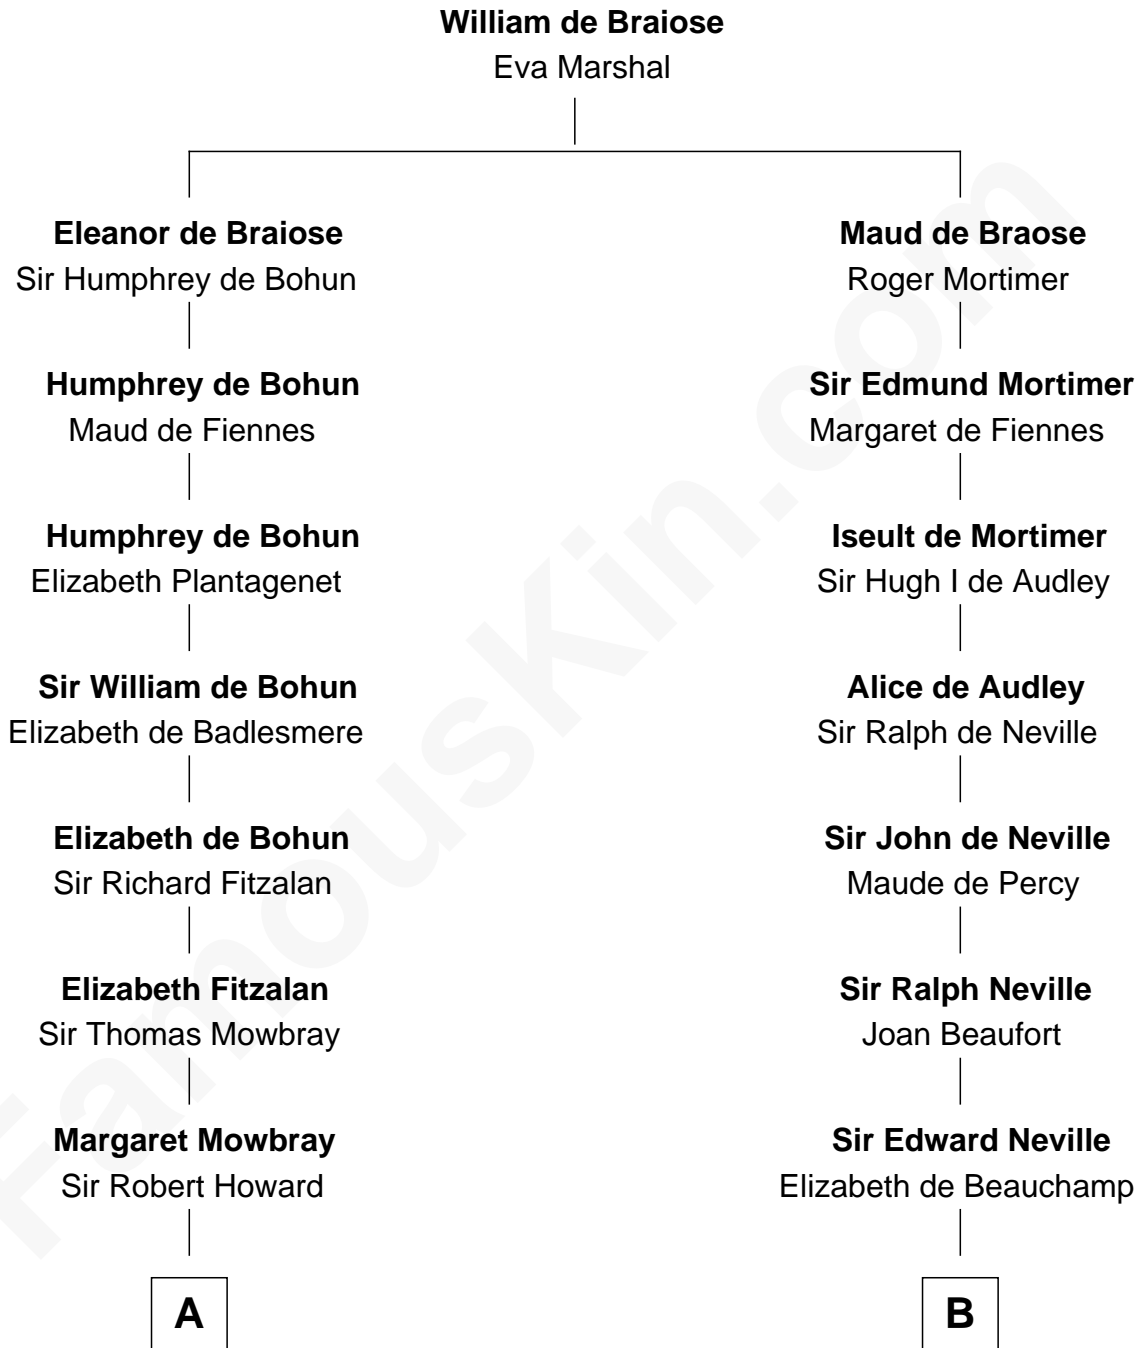 William de Braiose
Eva Marshal
Eleanor de Braiose
Sir Humphrey de Bohun
Humphrey de Bohun
Maud de Fiennes
Humphrey de Bohun
Elizabeth Plantagenet
Sir William de Bohun
Elizabeth de Badlesmere
Elizabeth de Bohun
Sir Richard Fitzalan
Elizabeth Fitzalan
Sir Thomas Mowbray
Margaret Mowbray
Sir Robert Howard
A
Maud de Braose
Roger Mortimer
Sir Edmund Mortimer
Margaret de Fiennes
Iseult de Mortimer
Sir Hugh I de Audley
Alice de Audley
Sir Ralph de Neville
Sir John de Neville
Maude de Percy
Sir Ralph Neville
Joan Beaufort
Sir Edward Neville
Elizabeth de Beauchamp
B
FamousKin.com